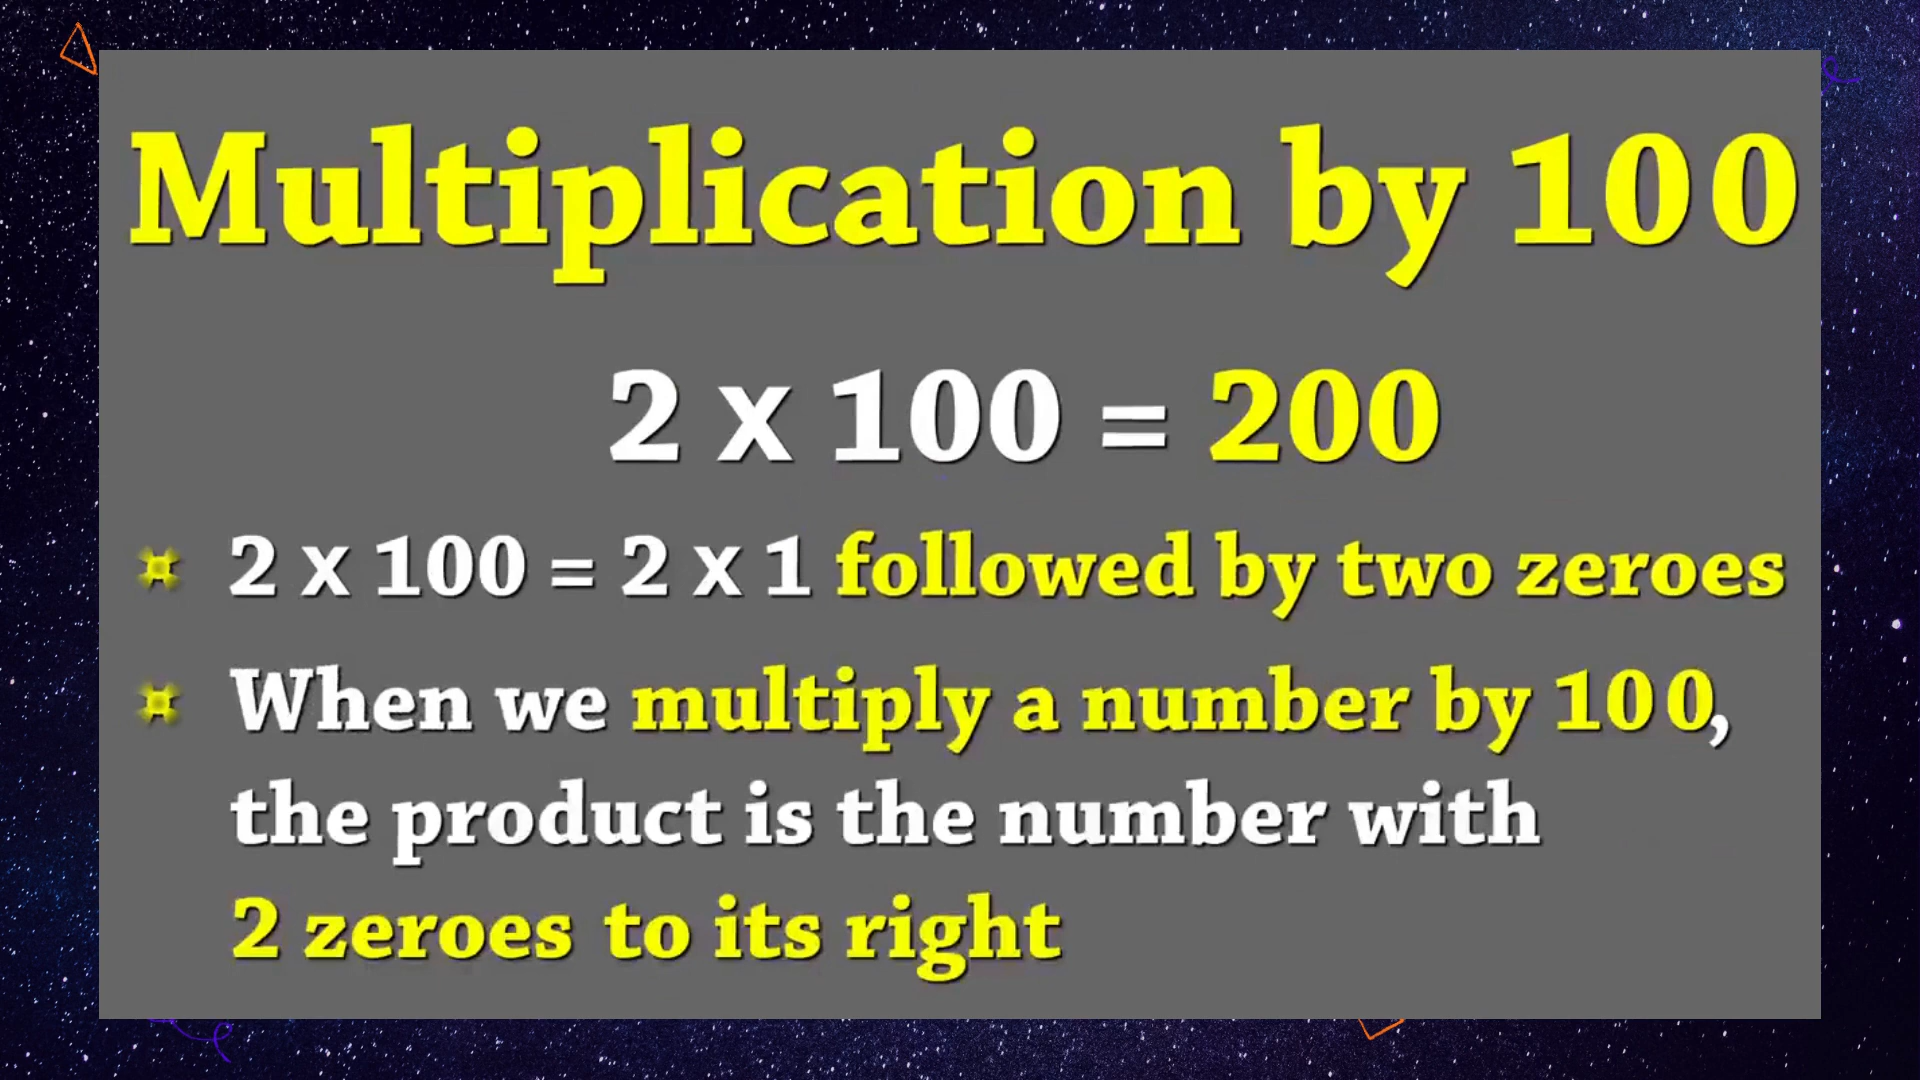 Multiplication by 100
2 x 100 = 200
2 x 100 = 2 x 1 followed by two zeroes
When we multiply a number by 100,
the product is the number with
2 zeroes to its right